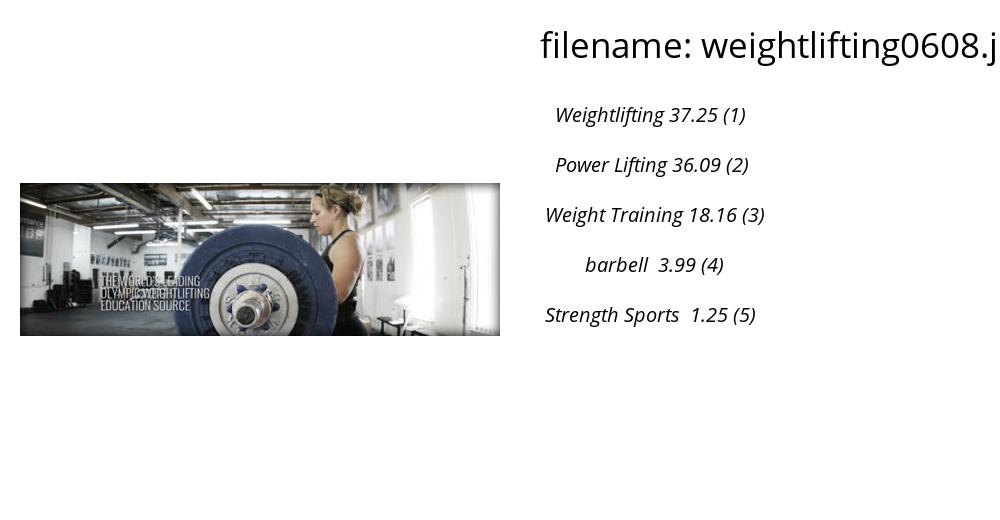 filename: weightlifting0608.j
Weightlifting 37.25 (1)
Power Lifting 36.09 (2)
Weight Training 18.16 (3)
barbell 3.99 (4)
Strength Sports 1.25 (5)
THE WORLD'S LEADING
OLYMPIC WEIGHTLIFTING
EDUCATION SOURCE